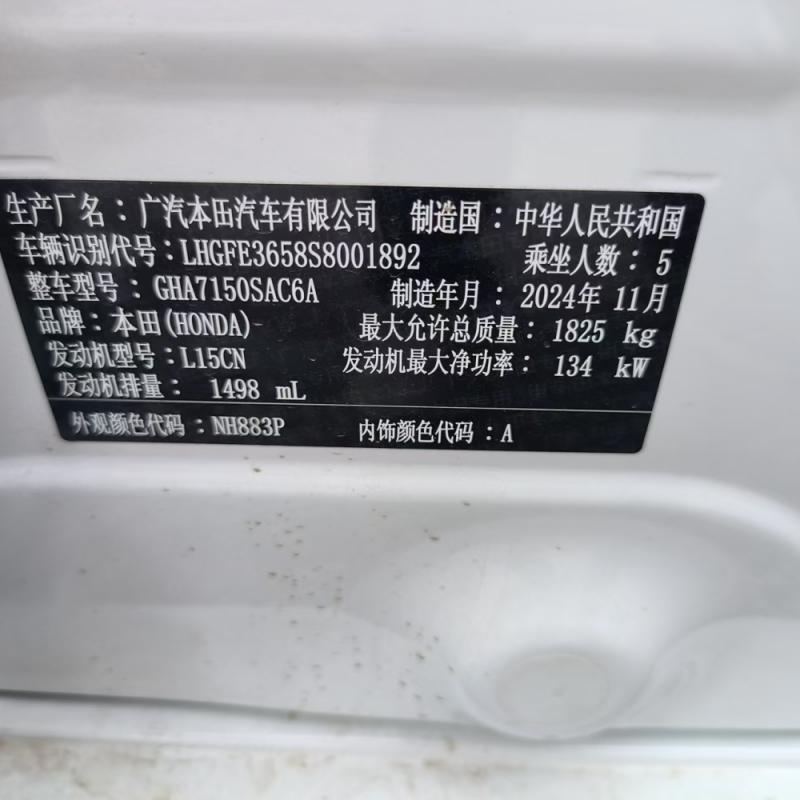 生产厂名：广汽本田汽车有限公司 制造国：中华人民共和国
车辆识别代号：LHGFE3658S8001892 乘坐人数：5
整车型号：GHA7150SAC6A 制造年月：2024年11月
品牌：本田(HONDA) 最大允许总质量：1825 kg
发动机型号：L15CN 发动机最大净功率：134 kW
发动机排量：1498 mL
外观颜色代码：NH883P 内饰颜色代码：A